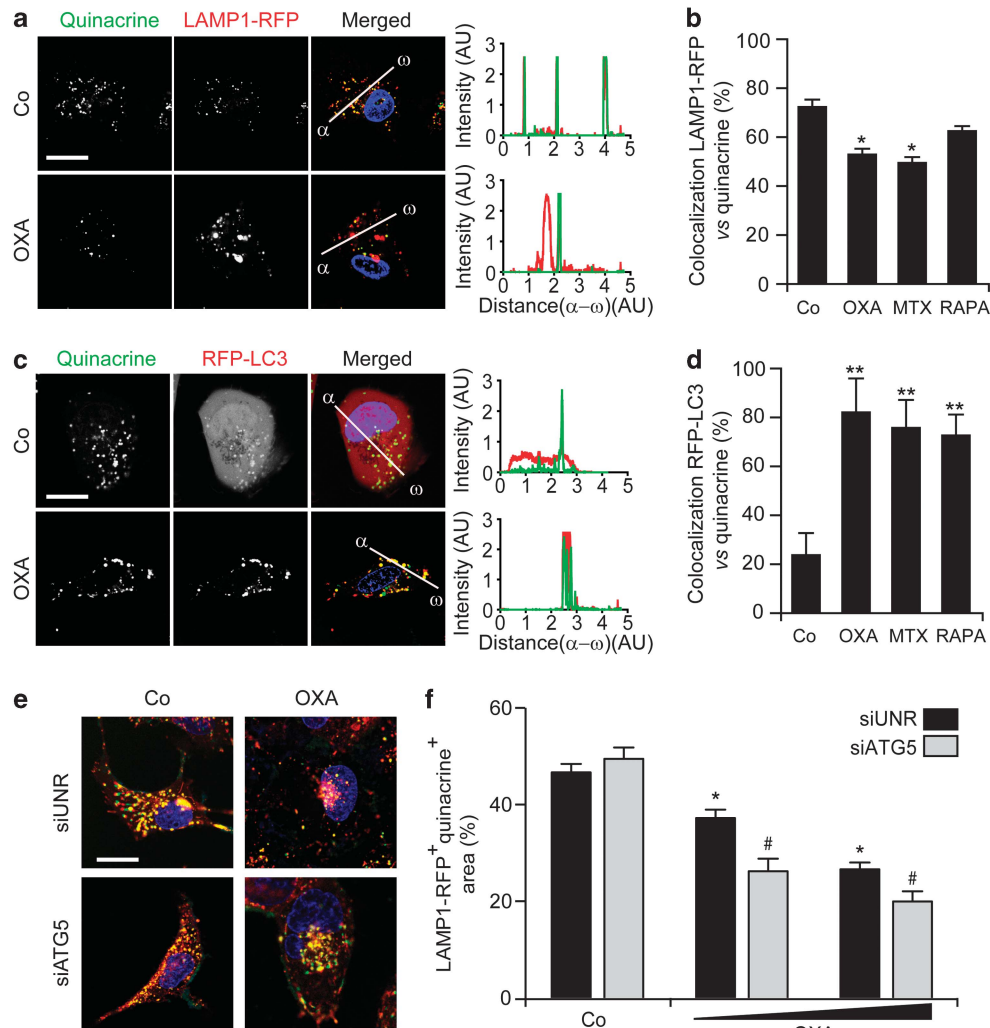 a
Quinacrine LAMP1-RFP Merged
Co
α ω
Intensity (AU)
3
2
1
0
0 1 2 3 4 5
OXA
α ω
Intensity (AU)
3
2
1
0
0 1 2 3 4 5
Distance(α–ω)(AU)
b
Colocalization LAMP1-RFP
vs quinacrine (%)
100
80
60
40
20
0
* *
Co OXA MTX RAPA
c
Quinacrine RFP-LC3 Merged
Co
α ω
Intensity (AU)
3
2
1
0
0 1 2 3 4 5
OXA
α ω
Intensity (AU)
3
2
1
0
0 1 2 3 4 5
Distance(α–ω)(AU)
d
Colocalization RFP-LC3
vs quinacrine (%)
100
80
60
40
20
0
** ** **
Co OXA MTX RAPA
e
Co OXA
siUNR
siATG5
f
LAMP1-RFP+quinacrine+
area (%)
60
40
20
0
siUNR
siATG5
* # * #
Co OXA